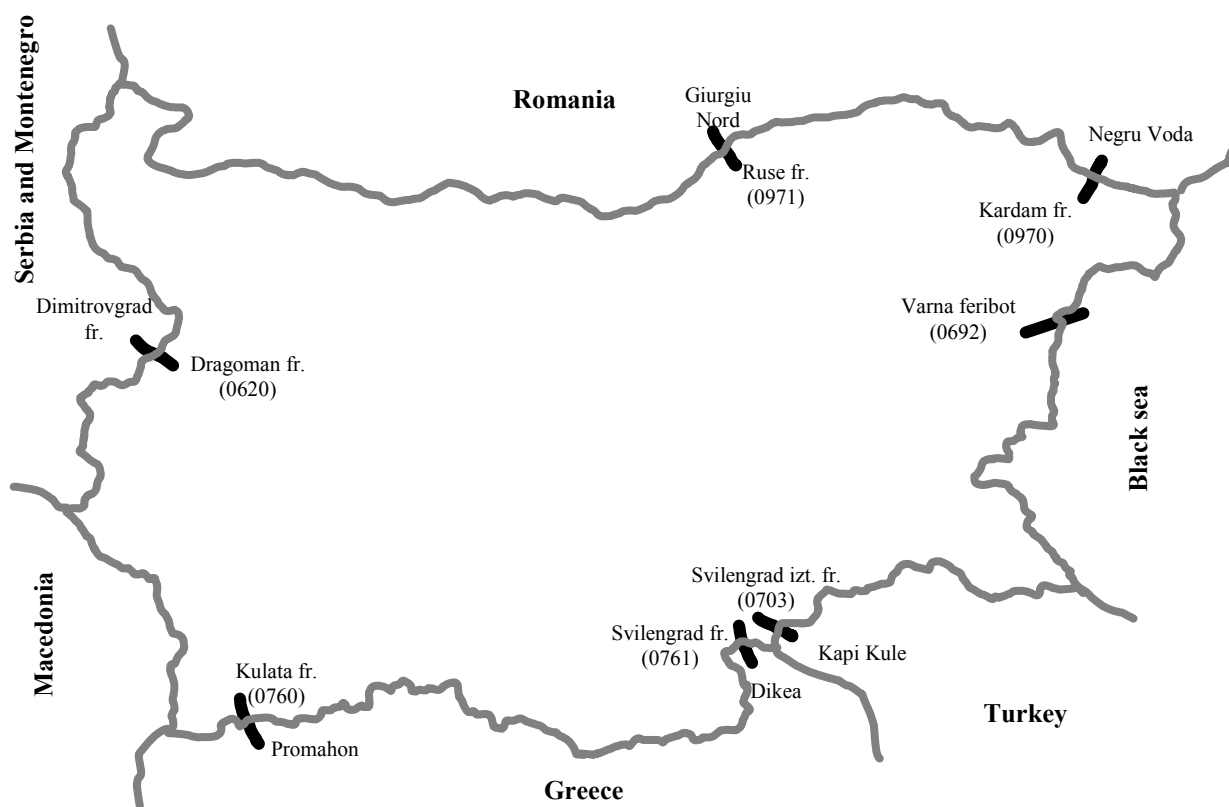 Serbia and Montenegro
Romania
Giurgiu
Nord
Ruse fr.
(0971)
Negru Voda
Kardam fr.
(0970)
Dimitrovgrad
fr.
Dragoman fr.
(0620)
Varna feribot
(0692)
Black sea
Macedonia
Svilengrad izt. fr.
(0703)
Svilengrad fr.
(0761)
Kapi Kule
Dikea
Kulata fr.
(0760)
Promahon
Turkey
Greece